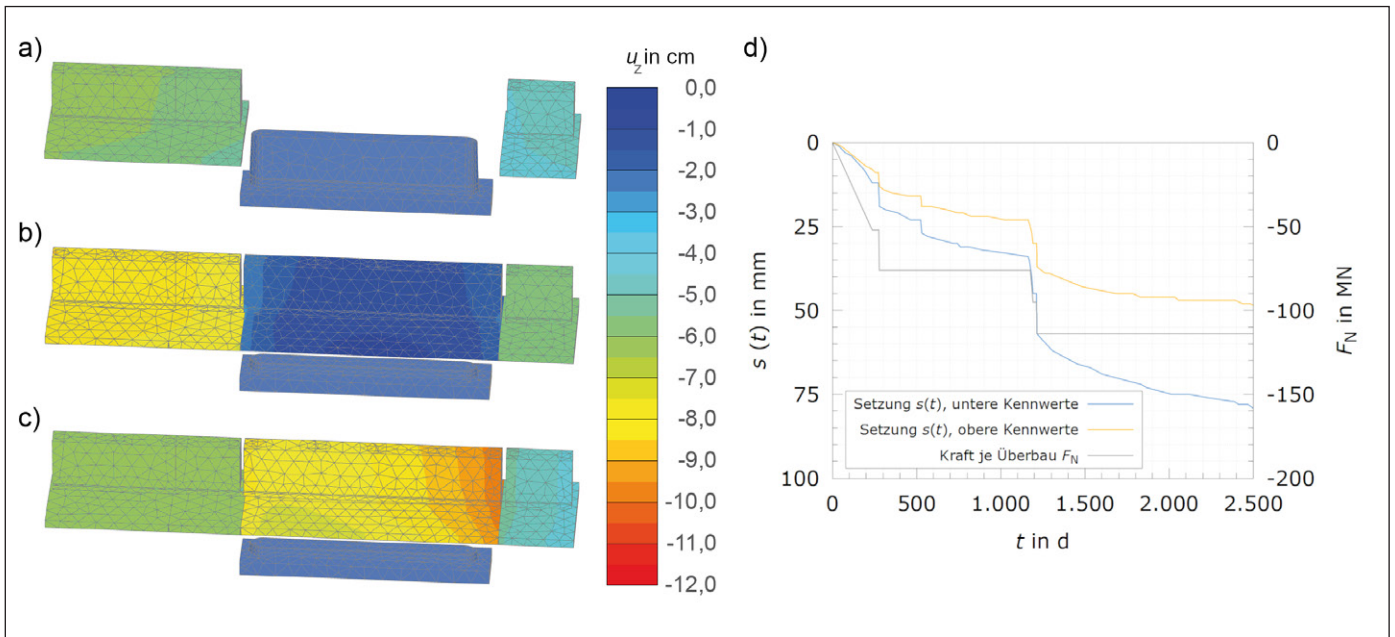 a)
b)
c)
u_z in cm
0,0
-1,0
-2,0
-3,0
-4,0
-5,0
-6,0
-7,0
-8,0
-9,0
-10,0
-11,0
-12,0
d)
s (t) in mm
0
25
50
75
100
0
-50
-100
-150
-200
F_N in MN
Setzung s(t), untere Kennwerte
Setzung s(t), obere Kennwerte
Kraft je Überbau F_N
0
500
1.000
1.500
2.000
2.500
t in d